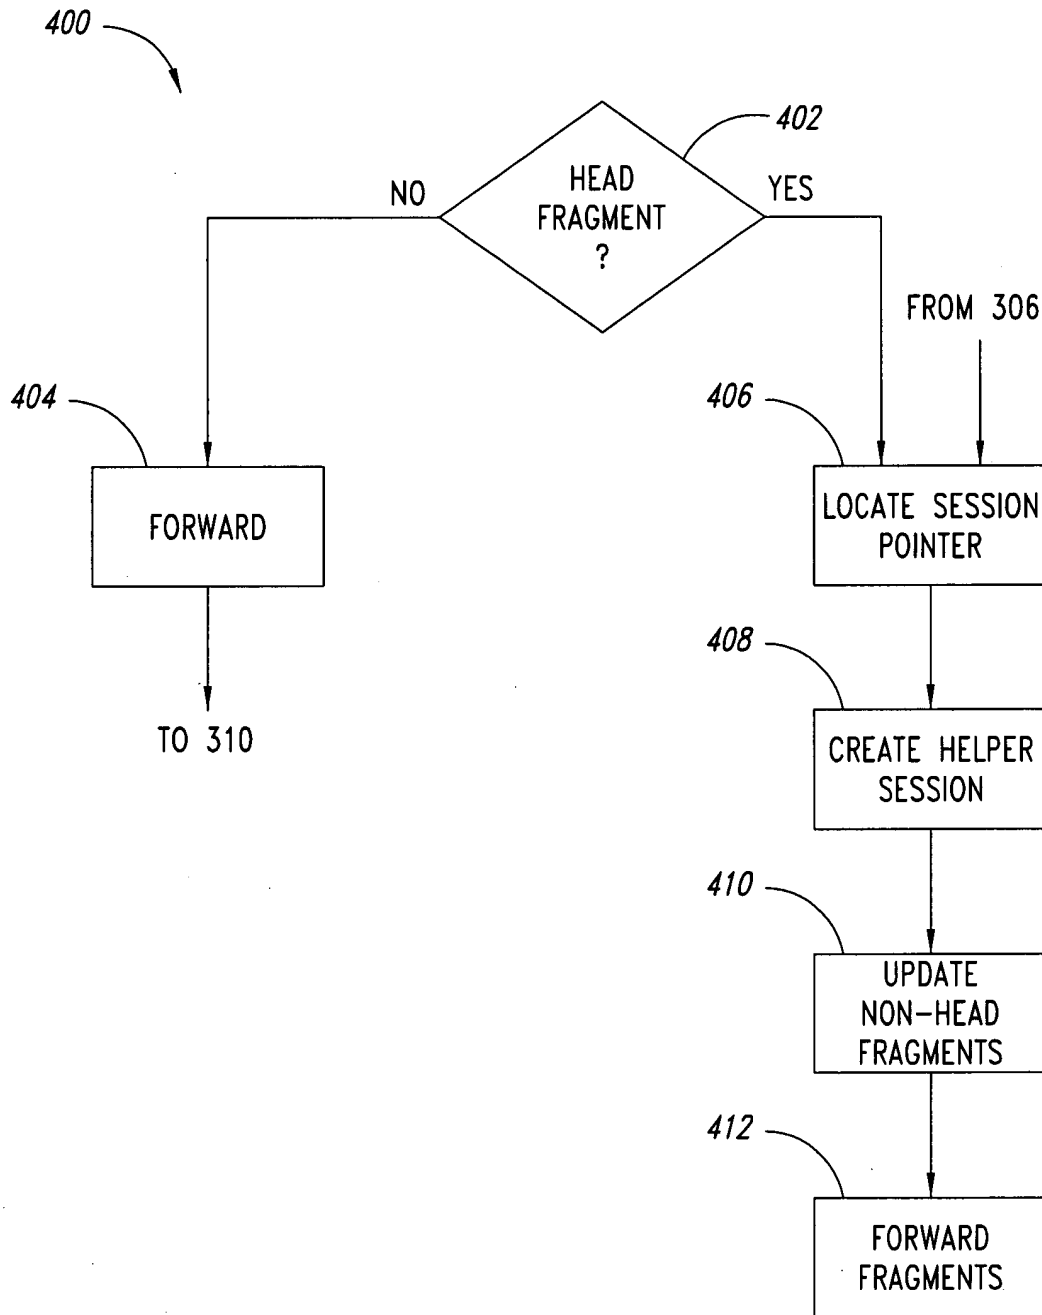 400
402
HEAD
FRAGMENT
?
NO
YES
FROM 306
404
406
FORWARD
LOCATE SESSION
POINTER
408
TO 310
CREATE HELPER
SESSION
410
UPDATE
NON-HEAD
FRAGMENTS
412
FORWARD
FRAGMENTS